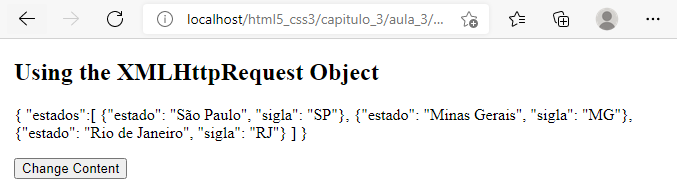 localhost/html5_css3/capitulo_3/aula_3/...
Using the XMLHttpRequest Object
{ "estados":[ {"estado": "São Paulo", "sigla": "SP"}, {"estado": "Minas Gerais", "sigla": "MG"},
{"estado": "Rio de Janeiro", "sigla": "RJ"} ] }
Change Content